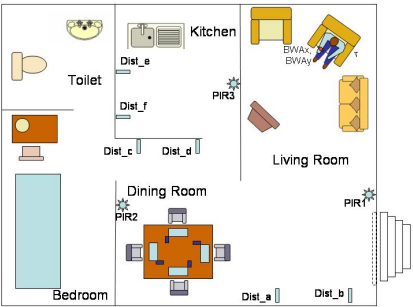 Kitchen
BWAx,
BWAy
Dist_e
Toilet
PIR3
Dist_f
Dist_c
Dist_d
Living Room
Dining Room
PIR1
PIR2
Bedroom
Dist_a
Dist_b